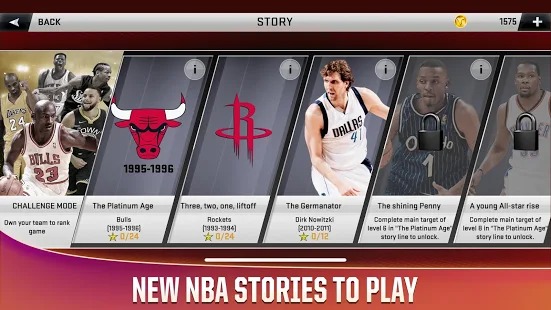 BACK
STORY
1575
+
i
i
i
i
i
24
BULLS
23
1995-1996
R
DALLAS
41
1
CHALLENGE MODE
Own your team to rank
game
The Platinum Age
Bulls
(1995-1996)
0/24
Three, two, one, liftoff
Rockets
(1993-1994)
0/24
The Germanator
Dirk Nowitzki
(2010-2011)
0/12
The shining Penny
Complete main target of
level 6 in "The Platinum Age"
story line to unlock.
A young All-star rise
Complete main target of
level 8 in "The Platinum Age"
story line to unlock.
NEW NBA STORIES TO PLAY